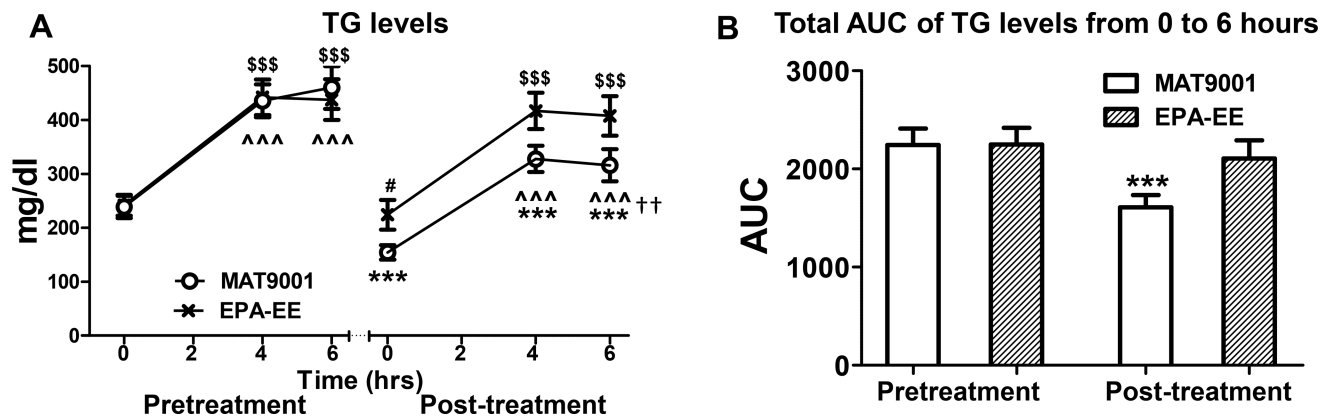 A
TG levels
mg/dl
500
400
300
200
100
0
$$$
$$$
^^^
^^^
$$$
$$$
#
^^^
***
^^^
*** ††
***
MAT9001
EPA-EE
0 2 4 6 0 2 4 6
Time (hrs)
Pretreatment Post-treatment
B
Total AUC of TG levels from 0 to 6 hours
AUC
3000
2000
1000
0
MAT9001
EPA-EE
***
Pretreatment Post-treatment